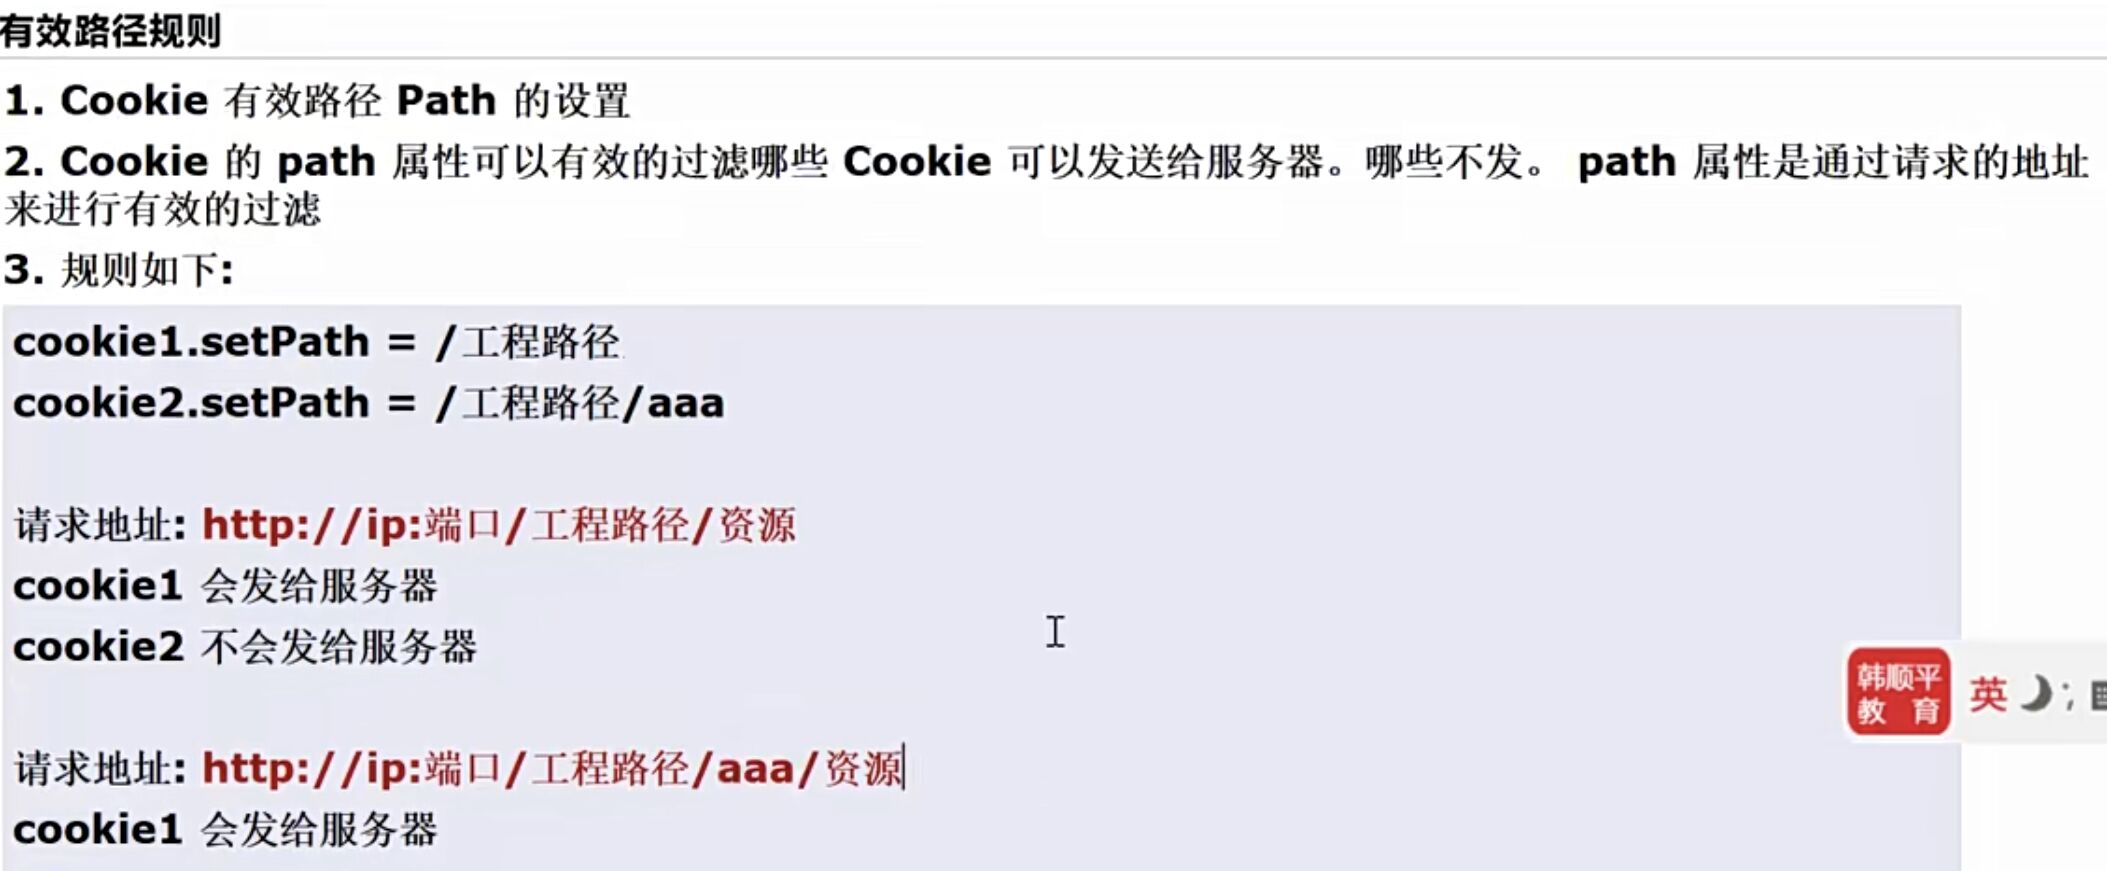 有效路径规则
1. Cookie 有效路径 Path 的设置
2. Cookie 的 path 属性可以有效的过滤哪些 Cookie 可以发送给服务器。哪些不发。 path 属性是通过请求的地址
来进行有效的过滤
3. 规则如下:
cookie1.setPath = /工程路径
cookie2.setPath = /工程路径/aaa
请求地址: http://ip:端口/工程路径/资源
cookie1 会发给服务器
cookie2 不会发给服务器
韩顺平
教 育
英
请求地址: http://ip:端口/工程路径/aaa/资源
cookie1 会发给服务器